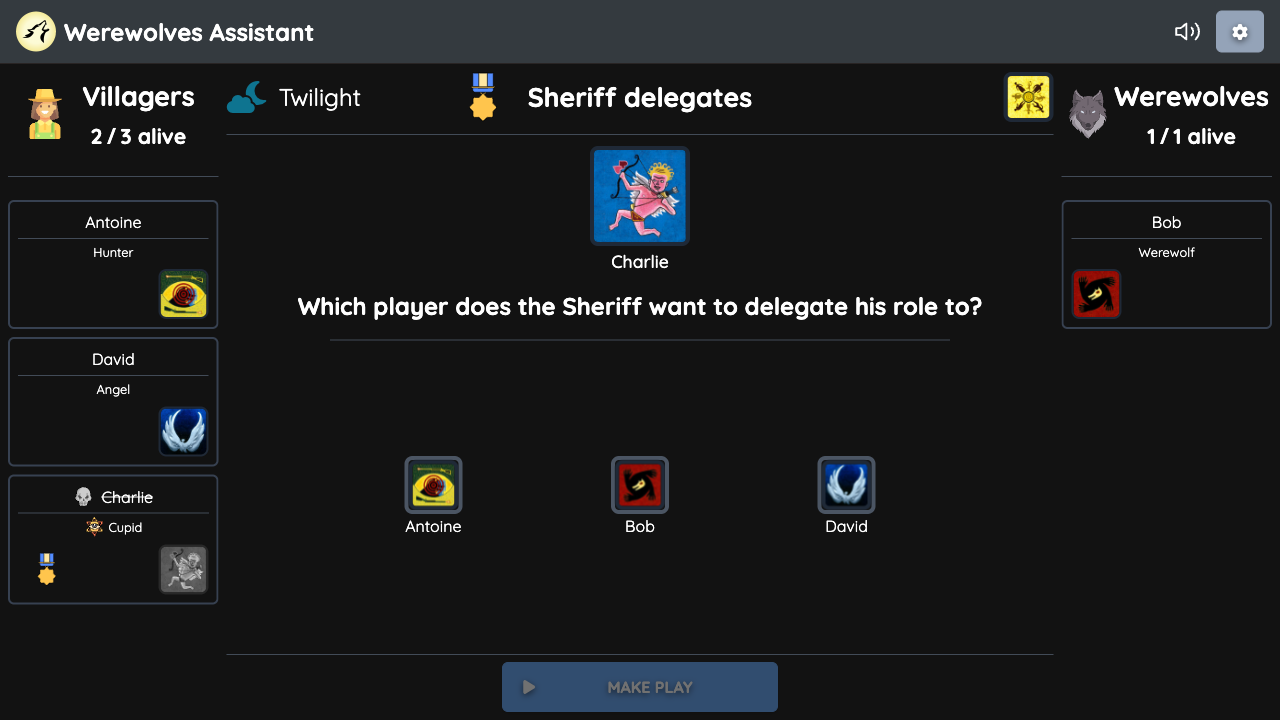 Werewolves Assistant
Villagers
2 / 3 alive
Twilight
Sheriff delegates
Werewolves
1 / 1 alive
Antoine
Hunter
David
Angel
Charlie
Cupid
Charlie
Which player does the Sheriff want to delegate his role to?
Antoine
Bob
David
MAKE PLAY
Bob
Werewolf